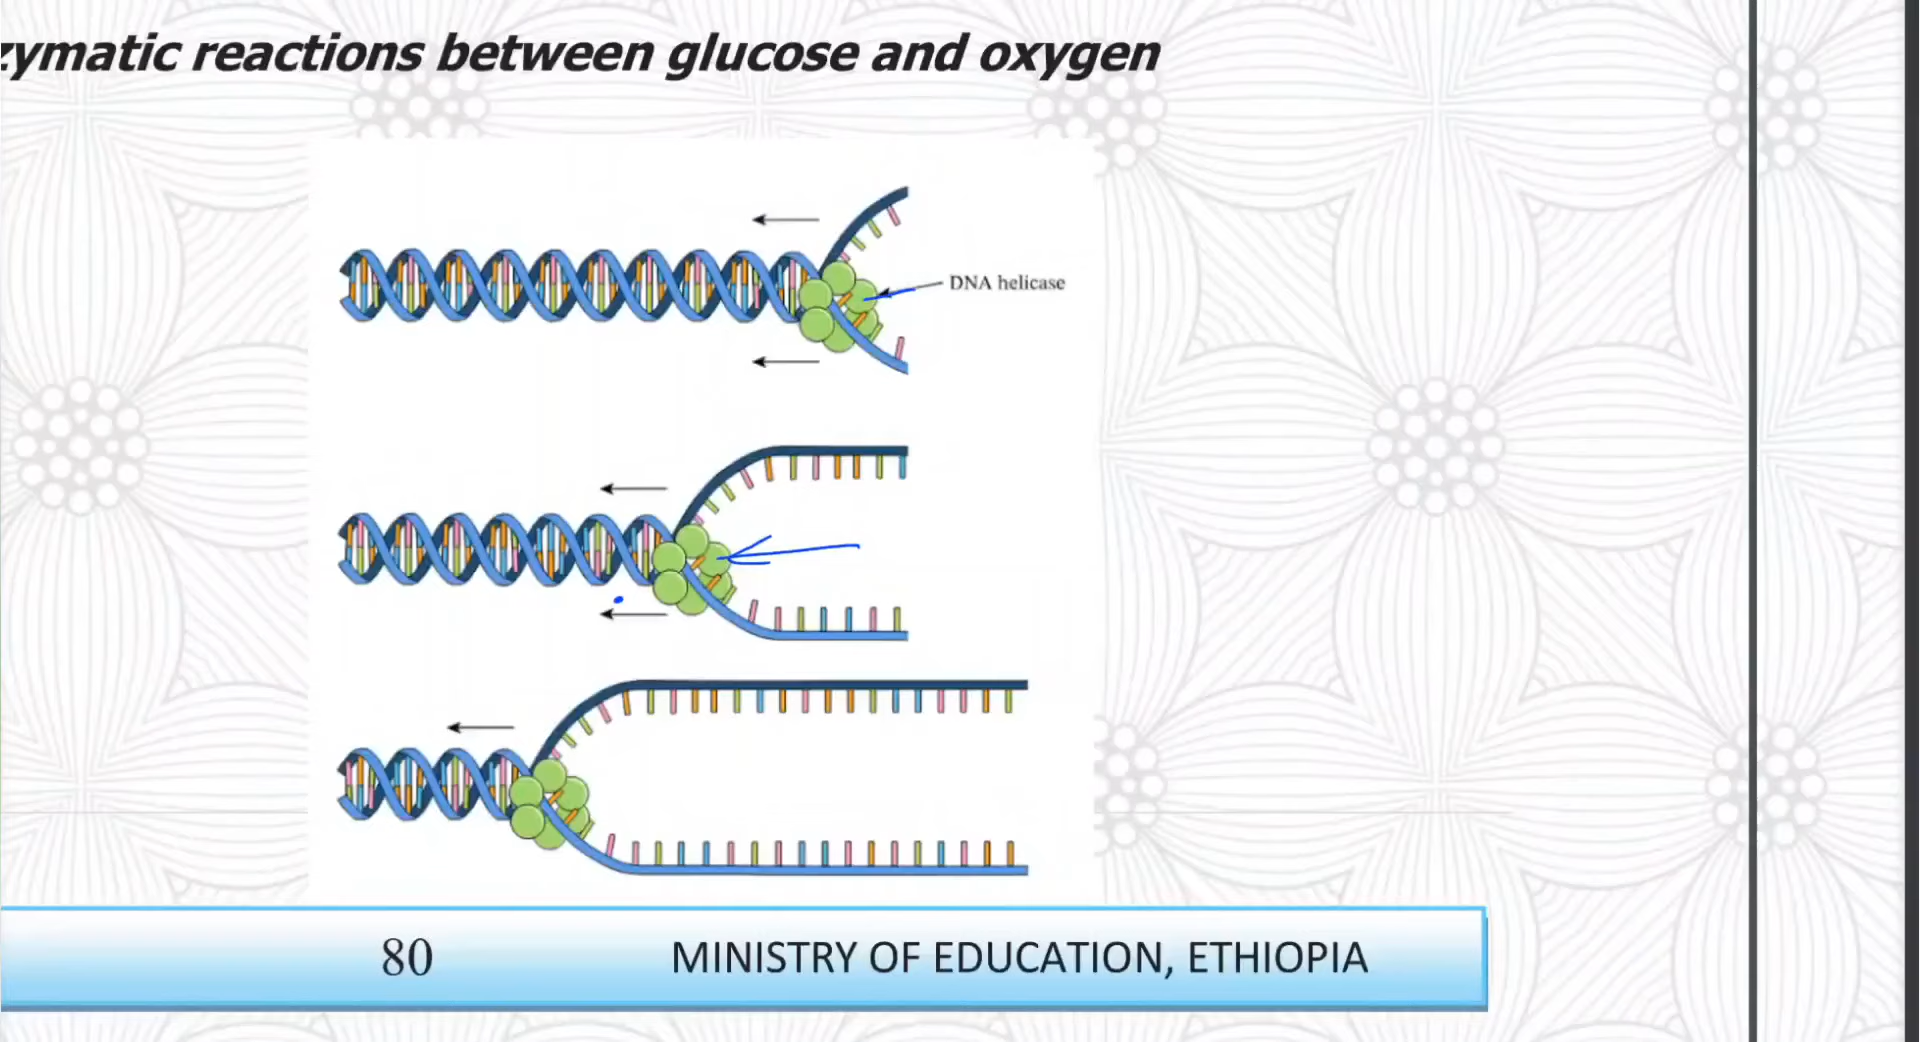 zymatic reactions between glucose and oxygen
DNA helicase
80 MINISTRY OF EDUCATION, ETHIOPIA